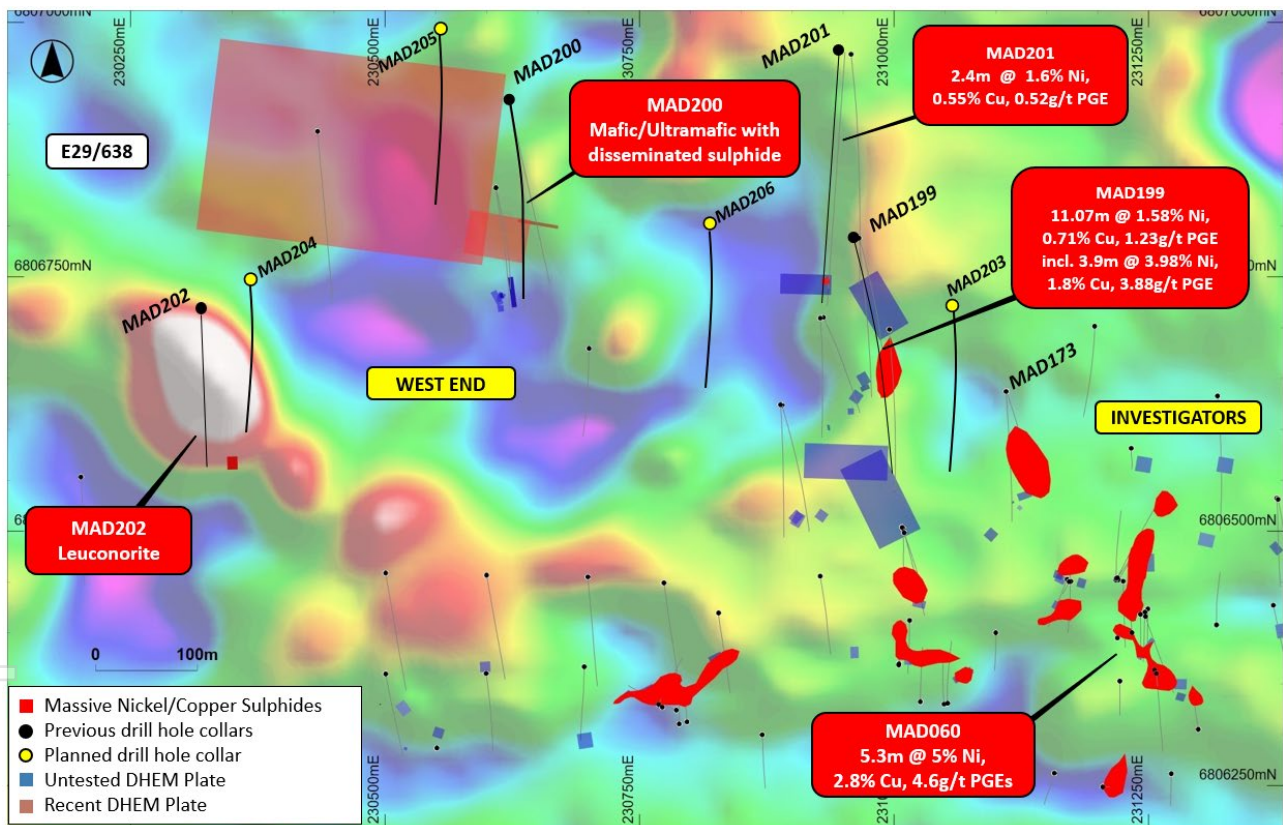 6807000mN
6807000mN
230250mE
230500mE
230750mE
231000mE
231250mE
MAD205
MAD200
MAD201
MAD201
2.4m @ 1.6% Ni,
0.55% Cu, 0.52g/t PGE
MAD200
Mafic/Ultramafic with
disseminated sulphide
E29/638
MAD206
MAD199
MAD199
11.07m @ 1.58% Ni,
0.71% Cu, 1.23g/t PGE
incl. 3.9m @ 3.98% Ni,
1.8% Cu, 3.88g/t PGE
6806750mN
MAD204
MAD203
MAD202
WEST END
MAD173
INVESTIGATORS
MAD202
Leuconorite
6806500mN
0 100m
Massive Nickel/Copper Sulphides
Previous drill hole collars
Planned drill hole collar
Untested DHEM Plate
Recent DHEM Plate
MAD060
5.3m @ 5% Ni,
2.8% Cu, 4.6g/t PGEs
230500mE
230750mE
231250mE
6806250mN